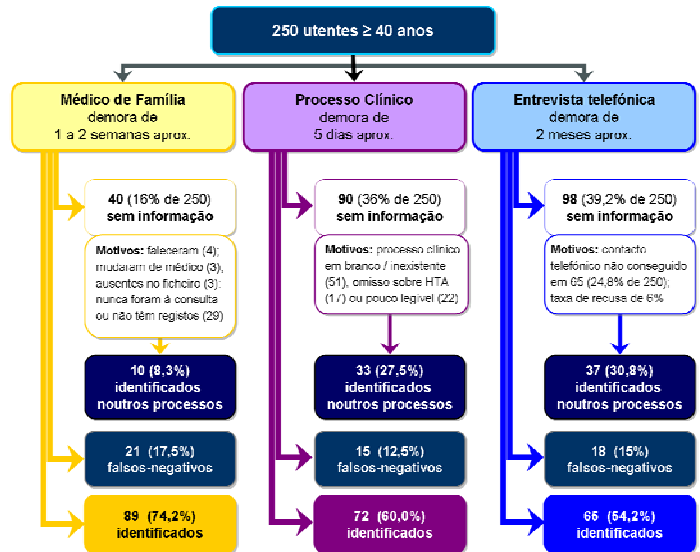 250 utentes ≥ 40 anos
Médico de Família
demora de
1 a 2 semanas aprox.
40 (16% de 250)
sem informação
Motivos: faleceram (4);
mudaram de médico (3),
ausentes no ficheiro (3);
nunca foram à consulta
ou não têm registos (29)
10 (8,3%)
identificados
noutros processos
21 (17,5%)
falsos-negativos
89 (74,2%)
identificados
Processo Clínico
demora de
5 dias aprox.
90 (36% de 250)
sem informação
Motivos: processo clínico
em branco / inexistente
(51), omisso sobre HTA
(17) ou pouco legível (22)
33 (27,5%)
identificados
noutros processos
15 (12,5%)
falsos-negativos
72 (60,0%)
identificados
Entrevista telefónica
demora de
2 meses aprox.
98 (39,2% de 250)
sem informação
Motivos: contacto
telefónico não conseguido
em 65 (24,8% de 250);
taxa de recusa de 6%
37 (30,8%)
identificados
noutros processos
18 (15%)
falsos-negativos
65 (54,2%)
identificados